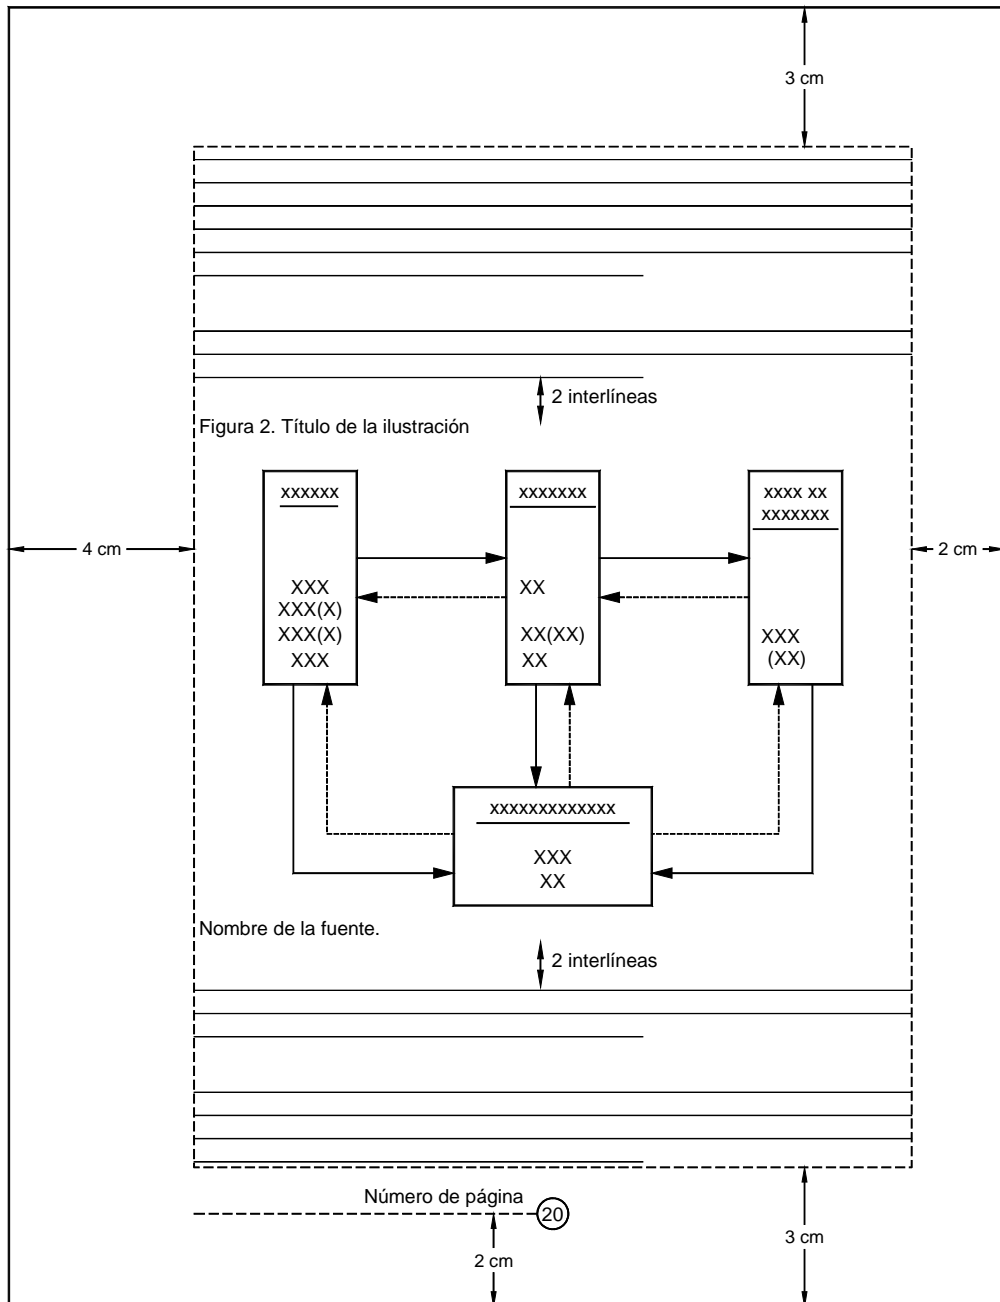 3 cm
2 interlíneas
Figura 2. Título de la ilustración
xxxxxx
XXX
XXX(X)
XXX(X)
XXX
xxxxxxx
XX
XX(XX)
XX
xxxx xx
xxxxxxx
XXX
(XX)
4 cm
2 cm
xxxxxxxxxxxxx
XXX
XX
Nombre de la fuente.
2 interlíneas
Número de página
20
2 cm
3 cm